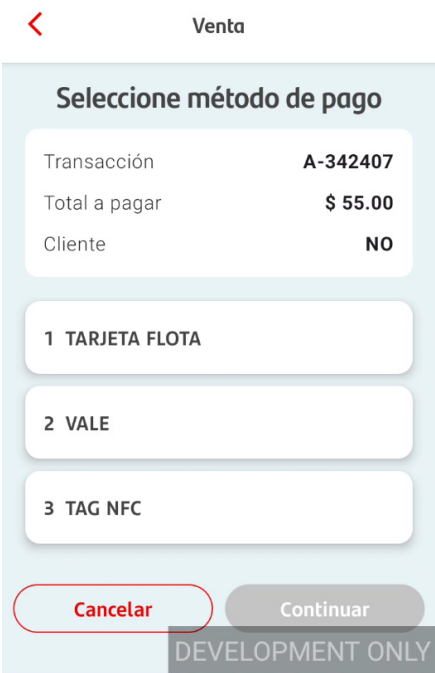 Venta
Seleccione método de pago
Transacción A-342407
Total a pagar $ 55.00
Cliente NO
1 TARJETA FLOTA
2 VALE
3 TAG NFC
Cancelar Continuar
DEVELOPMENT ONLY